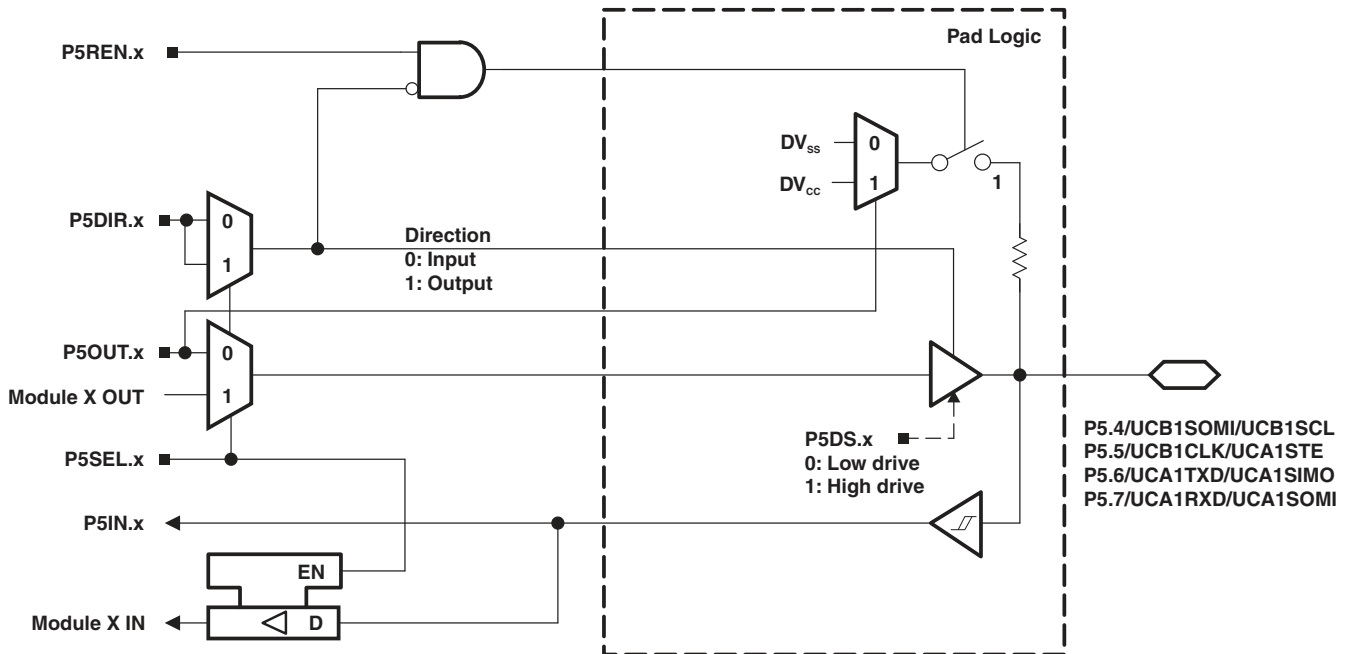 Pad Logic
P5REN.x
DVss
0
DVcc
1
1
P5DIR.x
0
1
Direction
0: Input
1: Output
P5OUT.x
0
Module X OUT
1
P5DS.x
0: Low drive
1: High drive
P5SEL.x
P5.4/UCB1SOMI/UCB1SCL
P5.5/UCB1CLK/UCA1STE
P5.6/UCA1TXD/UCA1SIMO
P5.7/UCA1RXD/UCA1SOMI
P5IN.x
EN
Module X IN
D